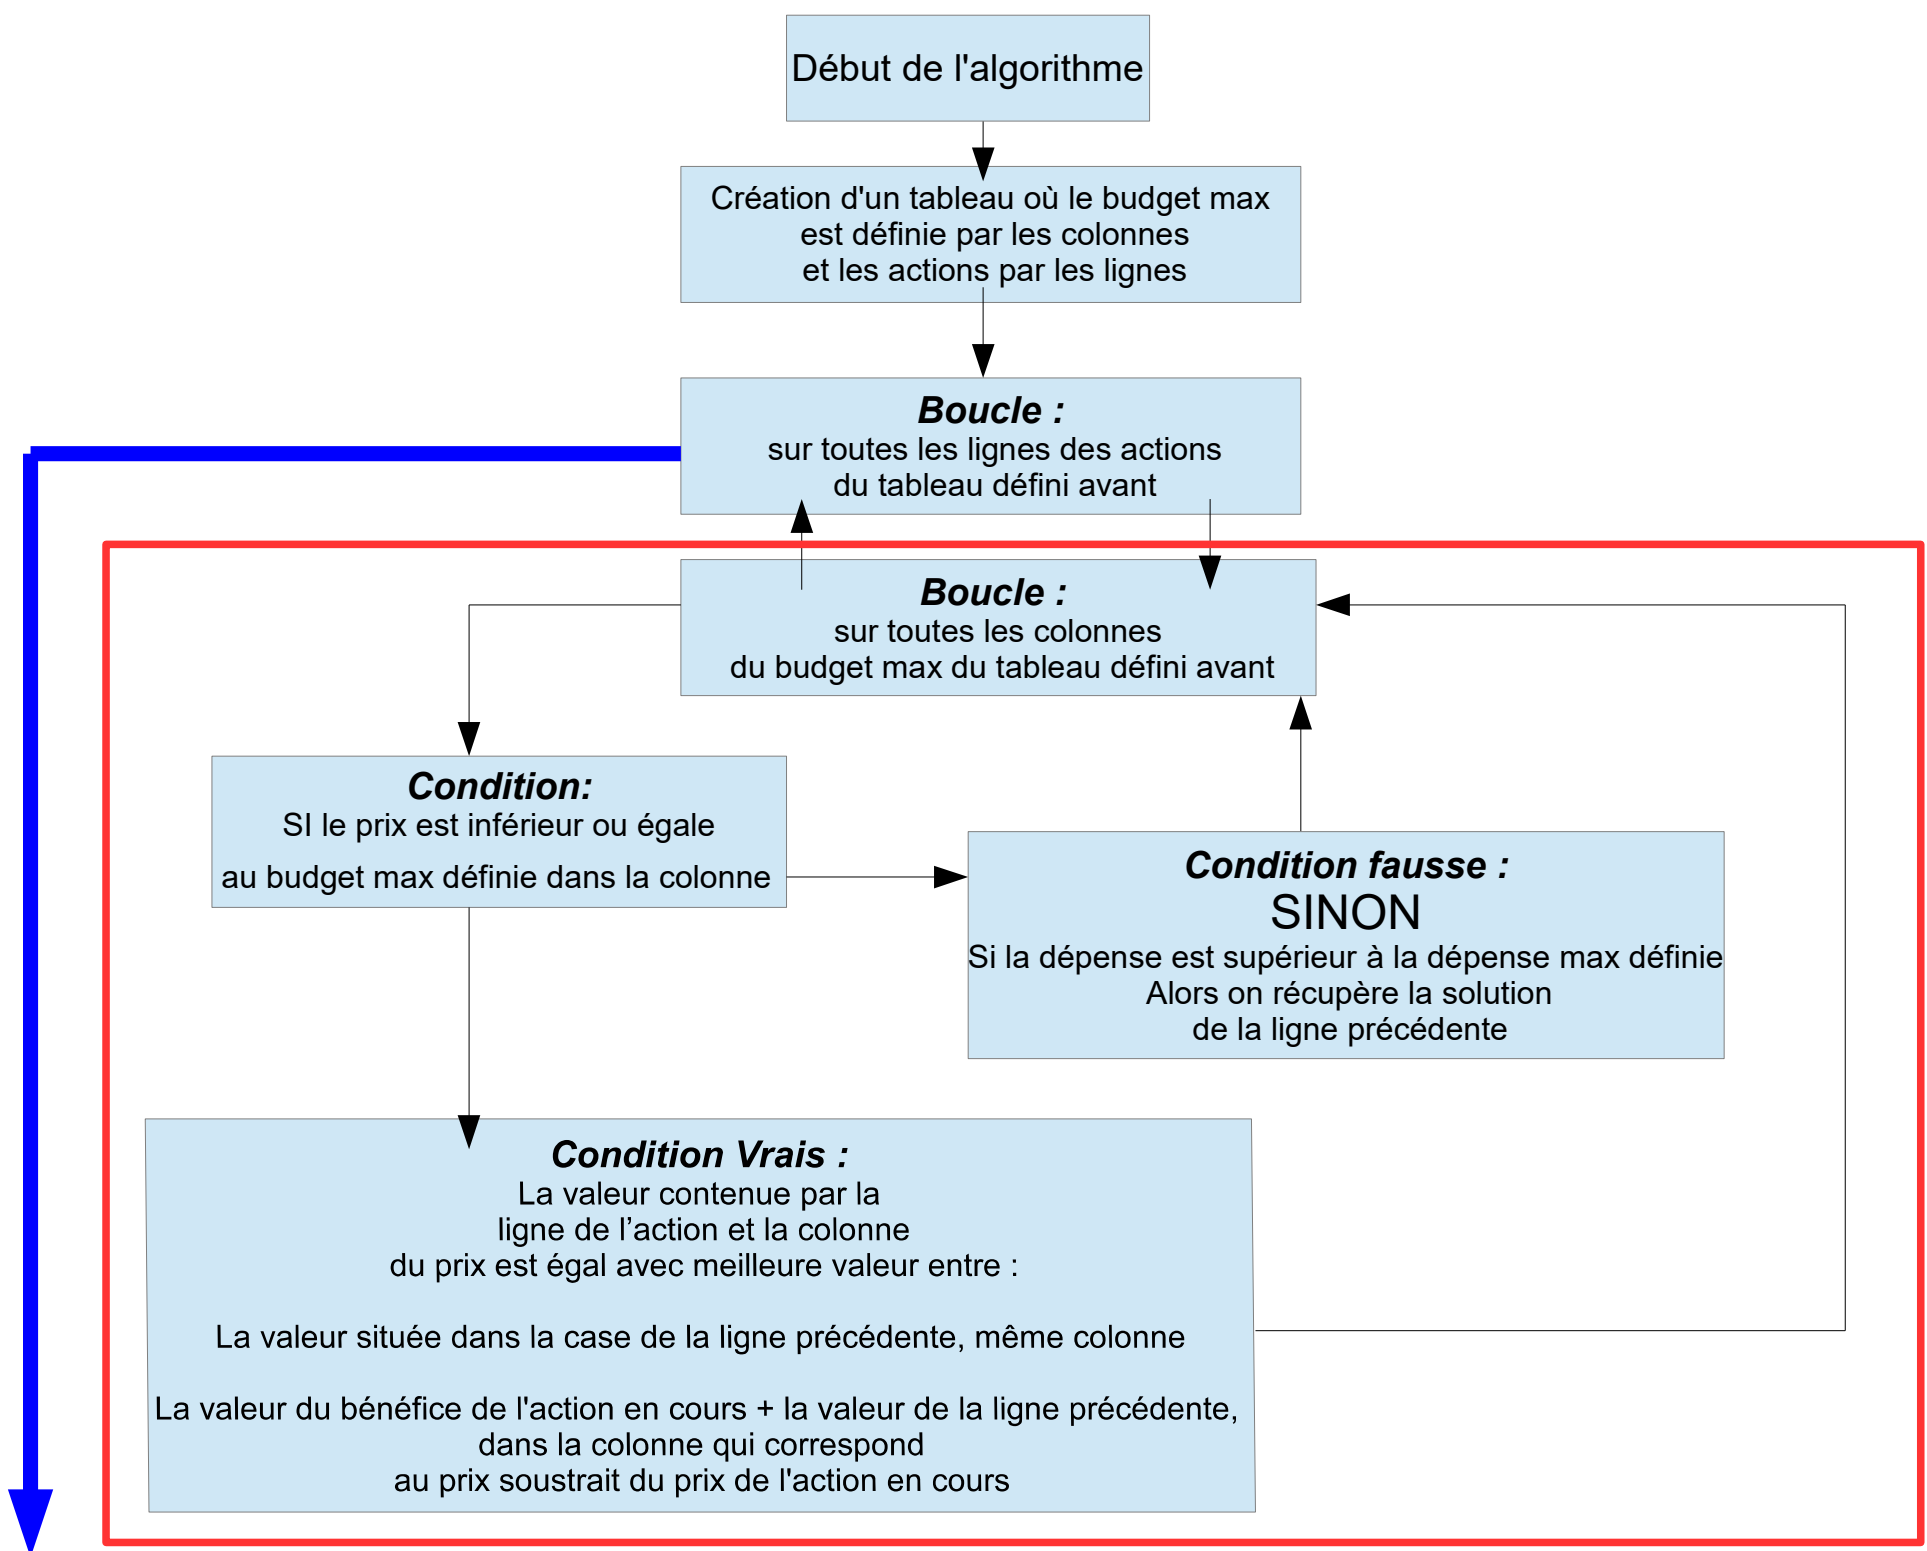 Début de l'algorithme
Création d'un tableau où le budget max
est définie par les colonnes
et les actions par les lignes
Boucle :
sur toutes les lignes des actions
du tableau défini avant
Boucle :
sur toutes les colonnes
du budget max du tableau défini avant
Condition:
SI le prix est inférieur ou égale
au budget max définie dans la colonne
Condition fausse :
SINON
Si la dépense est supérieur à la dépense max définie
Alors on récupère la solution
de la ligne précédente
Condition Vrais :
La valeur contenue par la
ligne de l’action et la colonne
du prix est égal avec meilleure valeur entre :
La valeur située dans la case de la ligne précédente, même colonne
La valeur du bénéfice de l'action en cours + la valeur de la ligne précédente,
dans la colonne qui correspond
au prix soustrait du prix de l'action en cours